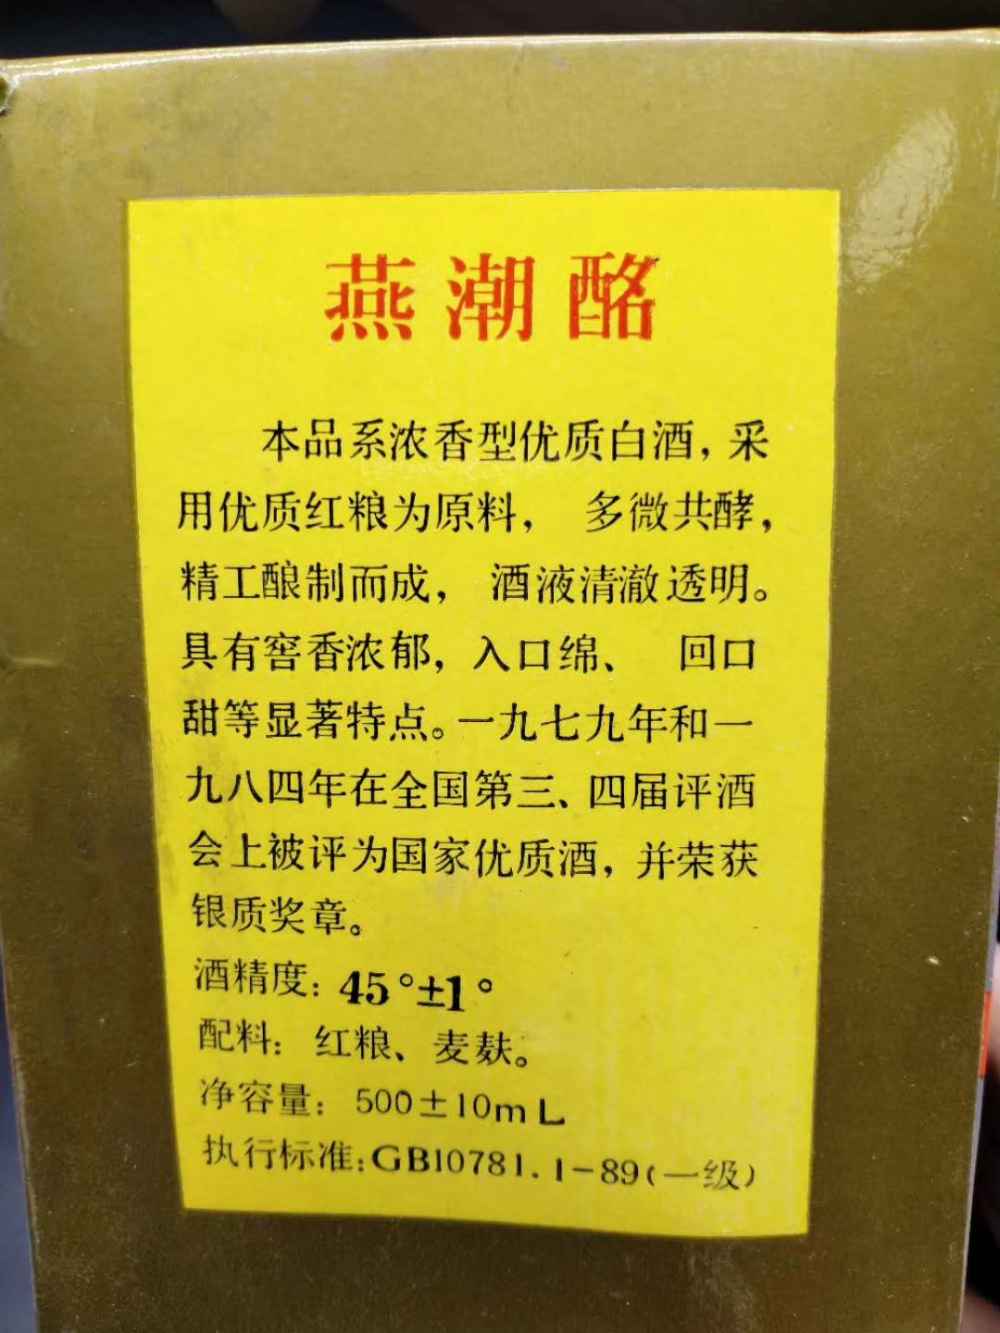 燕潮酩
本品系浓香型优质白酒，采
用优质红粮为原料， 多微共酵，
精工酿制而成， 酒液清澈透明。
具有窖香浓郁，入口绵、 回口
甜等显著特点。一九七九年和一
九八四年在全国第三、四届评酒
会上被评为国家优质酒，并荣获
银质奖章。
酒精度：45°±1°
配料：红粮、麦麸。
净容量：500±10mL
执行标准：GB10781.1-89(一级)